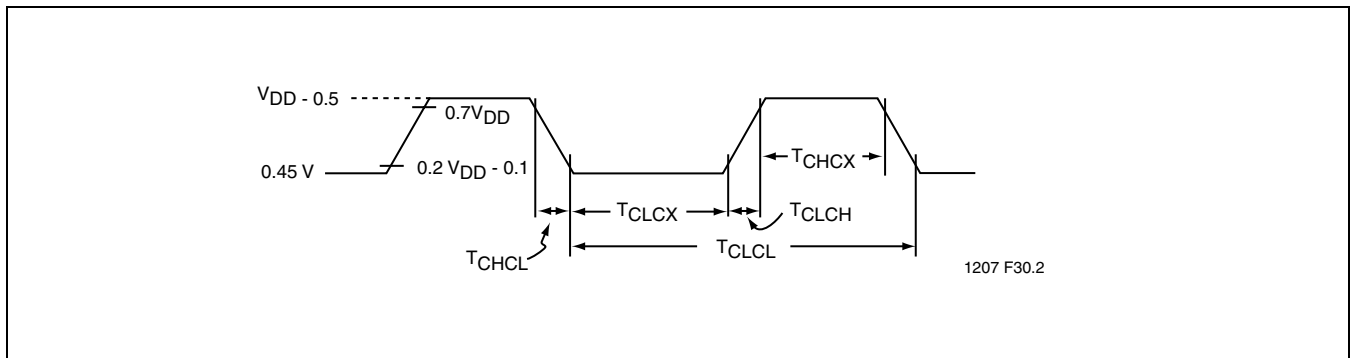 VDD - 0.5
0.7VDD
0.45 V
0.2 VDD - 0.1
TCHCX
TCLCX
TCLCH
TCHCL
TCLCL
1207 F30.2